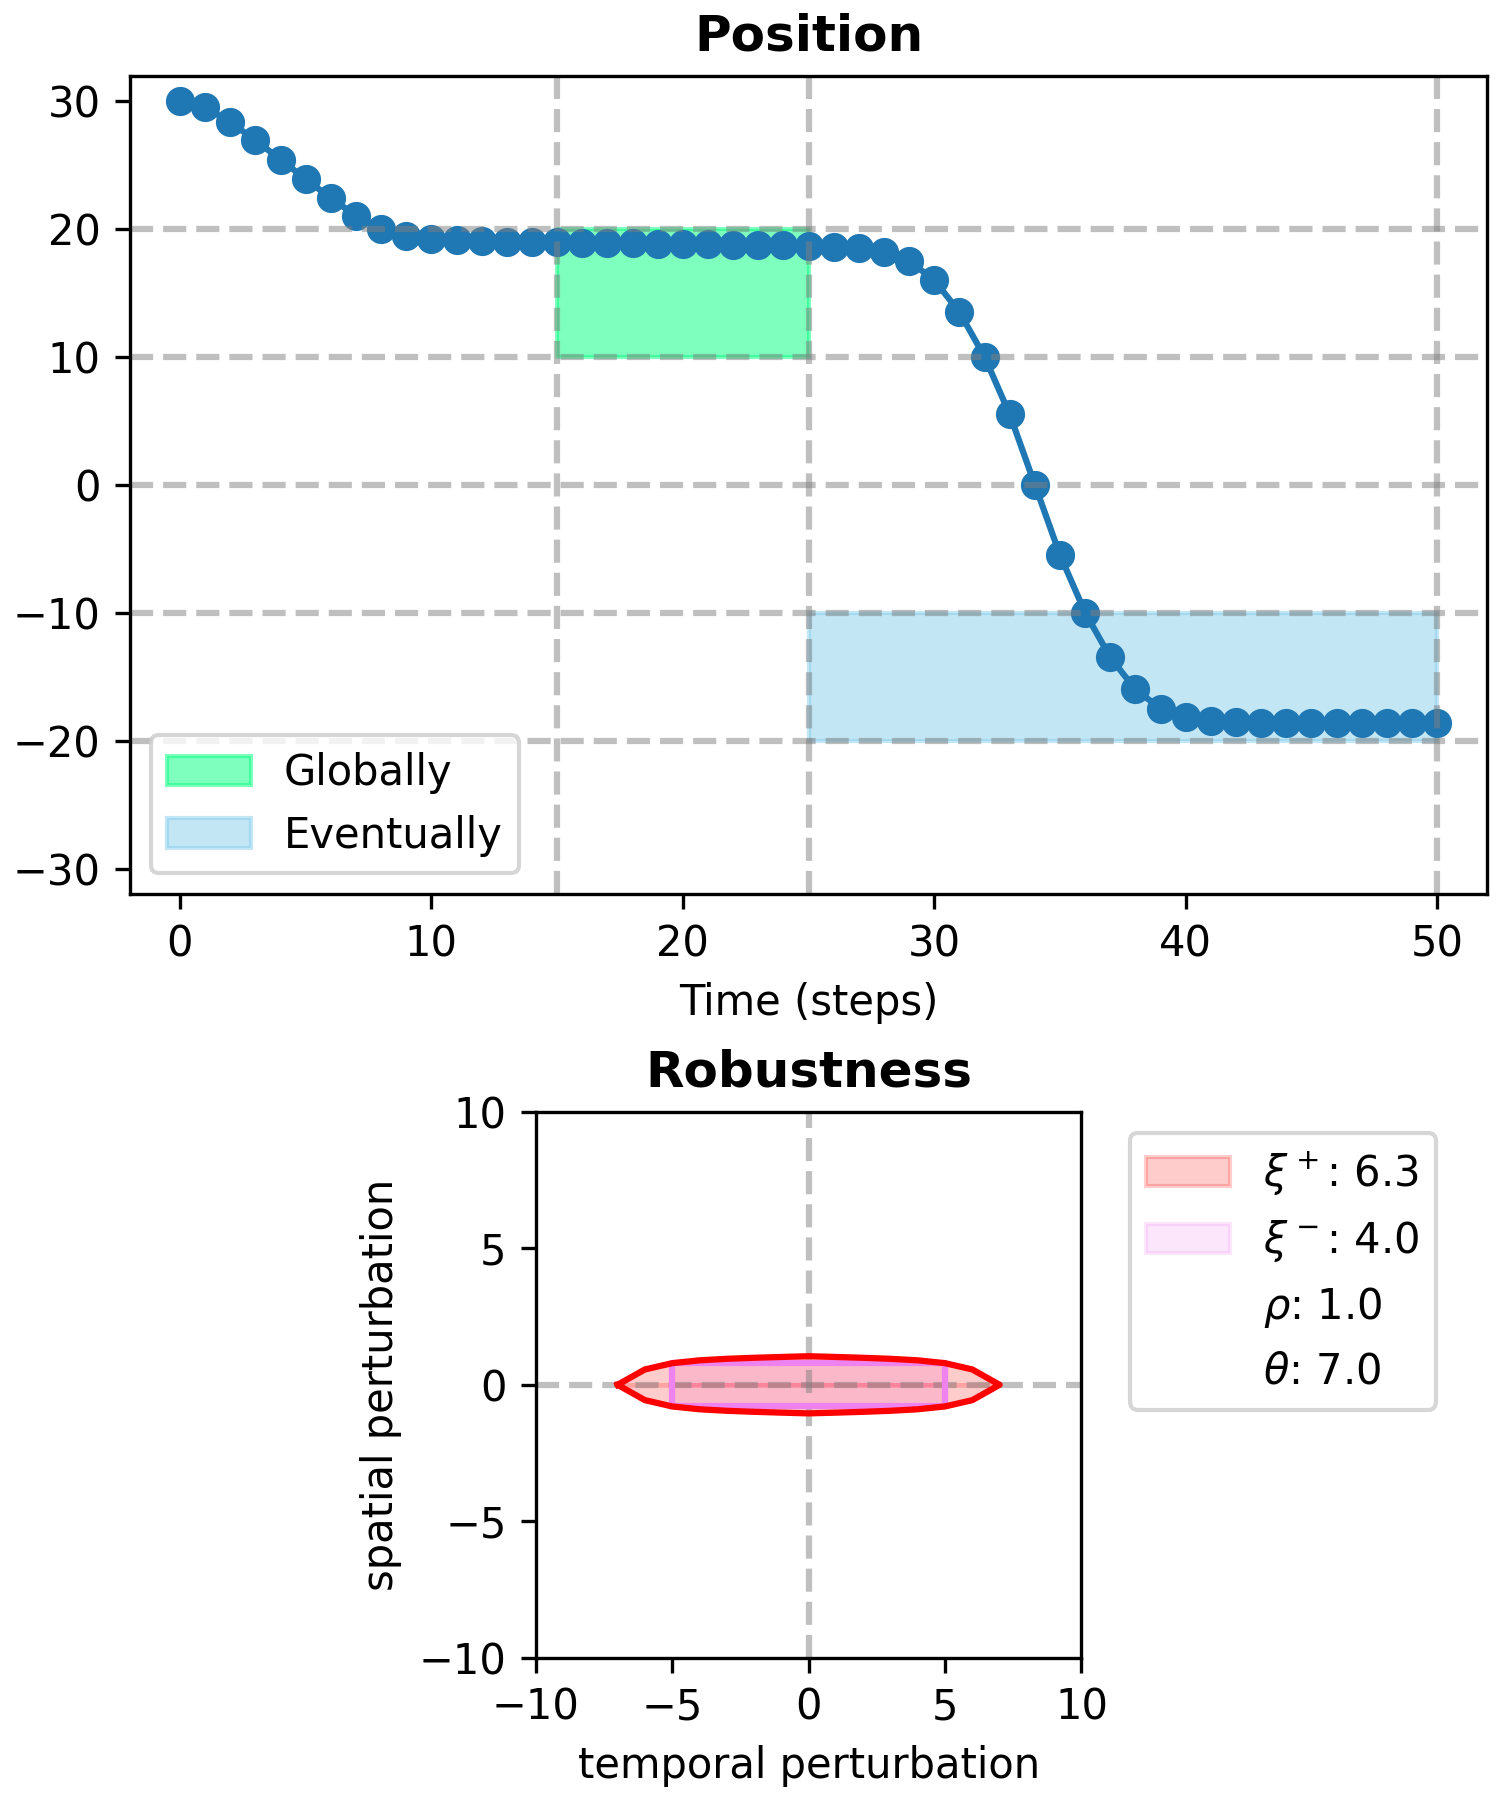 Position
30
20
10
0
−10
−20
−30
Globally
Eventually
0 10 20 30 40 50
Time (steps)
Robustness
10
5
0
−5
−10
spatial perturbation
−10 −5 0 5 10
temporal perturbation
ξ⁺: 6.3
ξ⁻: 4.0
ρ: 1.0
θ: 7.0